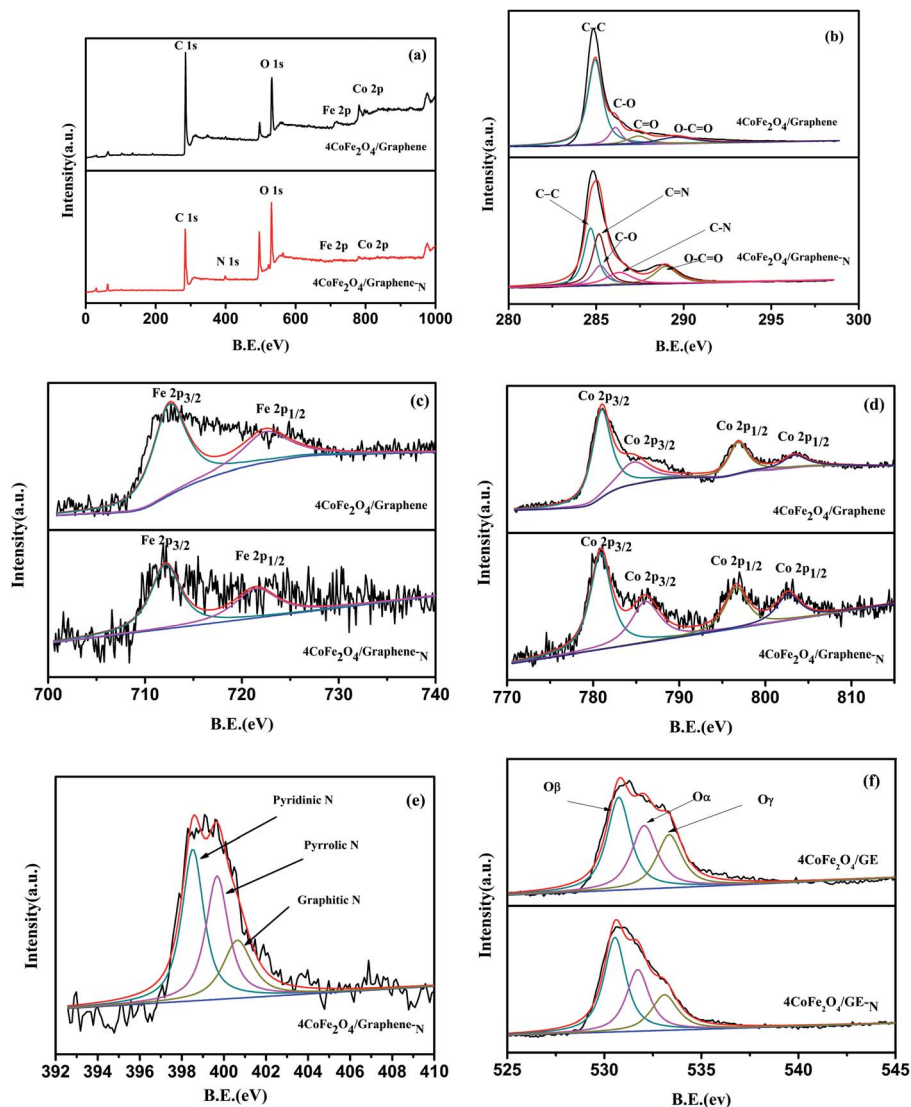 (a)
C 1s
O 1s
Co 2p
Fe 2p
4CoFe2O4/Graphene
O 1s
C 1s
N 1s
Fe 2p
Co 2p
4CoFe2O4/Graphene-N
Intensity(a.u.)
0 200 400 600 800 1000
B.E.(eV)
(b)
C–C
C-O
C=O
O-C=O
4CoFe2O4/Graphene
C–C
C=N
C-O
C-N
O-C=O
4CoFe2O4/Graphene-N
Intensity(a.u.)
280 285 290 295 300
B.E.(eV)
(c)
Fe 2p3/2
Fe 2p1/2
4CoFe2O4/Graphene
Fe 2p3/2
Fe 2p1/2
4CoFe2O4/Graphene-N
Intensity(a.u.)
700 710 720 730 740
B.E.(eV)
(d)
Co 2p3/2
Co 2p3/2
Co 2p1/2
Co 2p1/2
4CoFe2O4/Graphene
Co 2p3/2
Co 2p3/2
Co 2p1/2
Co 2p1/2
4CoFe2O4/Graphene-N
Intensity(a.u.)
770 780 790 800 810
B.E.(eV)
(e)
Pyridinic N
Pyrrolic N
Graphitic N
4CoFe2O4/Graphene-N
Intensity(a.u.)
392 394 396 398 400 402 404 406 408 410
B.E.(eV)
(f)
Oβ
Oα
Oγ
4CoFe2O4/GE
4CoFe2O4/GE-N
Intensity(a.u.)
525 530 535 540 545
B.E.(ev)